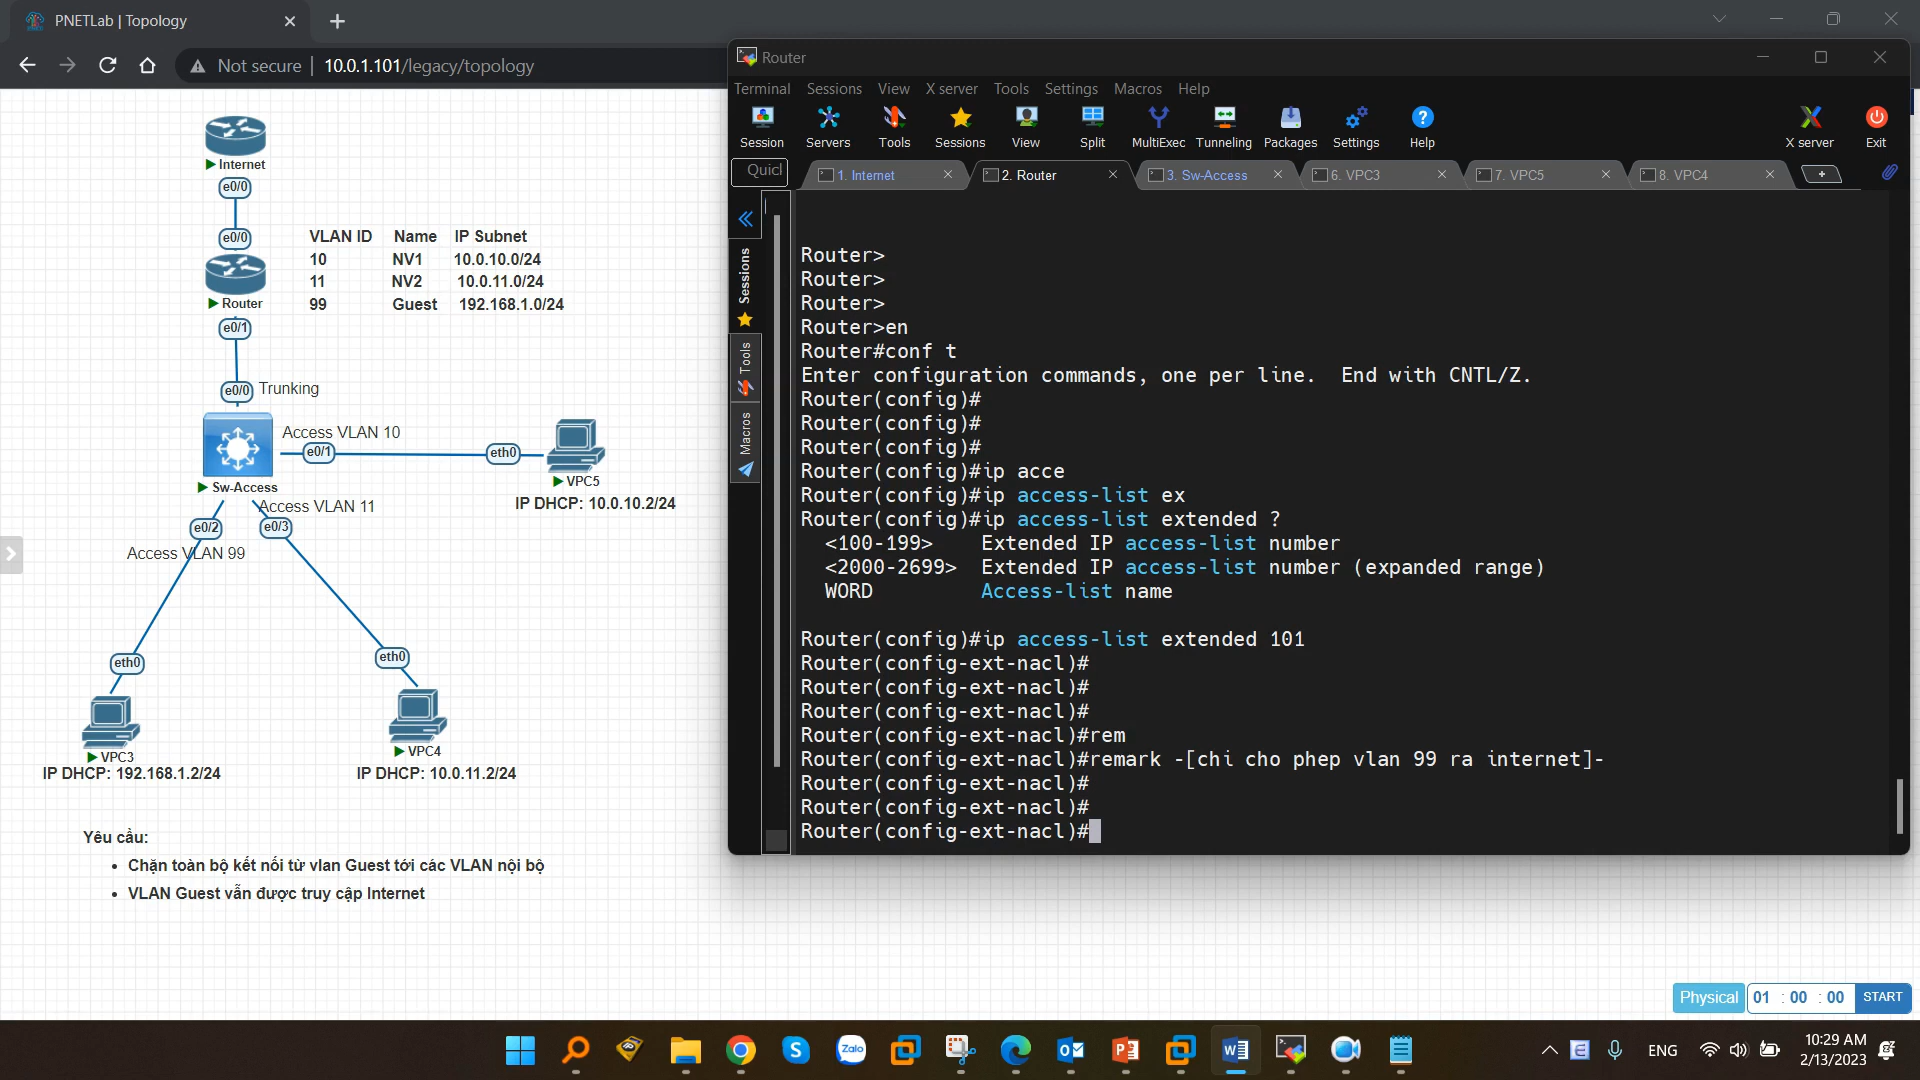 PNETLab | Topology
Not secure
10.0.1.101/legacy/topology
Internet
e0/0
e0/0
Router
e0/1
VLAN ID Name IP Subnet
10 NV1 10.0.10.0/24
11 NV2 10.0.11.0/24
99 Guest 192.168.1.0/24
e0/0 Trunking
Access VLAN 10
e0/1
eth0
VPC5
Sw-Access
IP DHCP: 10.0.10.2/24
Access VLAN 11
e0/2
e0/3
Access VLAN 99
eth0
eth0
VPC3
VPC4
IP DHCP: 192.168.1.2/24
IP DHCP: 10.0.11.2/24
Yêu cầu:
• Chặn toàn bộ kết nối từ vlan Guest tới các VLAN nội bộ
• VLAN Guest vẫn được truy cập Internet
Router
Terminal Sessions View X server Tools Settings Macros Help
Session Servers Tools Sessions View Split MultiExec Tunneling Packages Settings Help X server Exit
Quicl
1. Internet 2. Router 3. Sw-Access 6. VPC3 7. VPC5 8. VPC4
Sessions
Tools
Macros
Router>
Router>
Router>
Router>en
Router#conf t
Enter configuration commands, one per line.  End with CNTL/Z.
Router(config)#
Router(config)#
Router(config)#
Router(config)#ip acce
Router(config)#ip access-list ex
Router(config)#ip access-list extended ?
<100-199>    Extended IP access-list number
<2000-2699>  Extended IP access-list number (expanded range)
WORD         Access-list name
Router(config)#ip access-list extended 101
Router(config-ext-nacl)#
Router(config-ext-nacl)#
Router(config-ext-nacl)#
Router(config-ext-nacl)#rem
Router(config-ext-nacl)#remark -[chi cho phep vlan 99 ra internet]-
Router(config-ext-nacl)#
Router(config-ext-nacl)#
Router(config-ext-nacl)#
Physical 01 : 00 : 00 START
Zalo
ENG
10:29 AM
2/13/2023